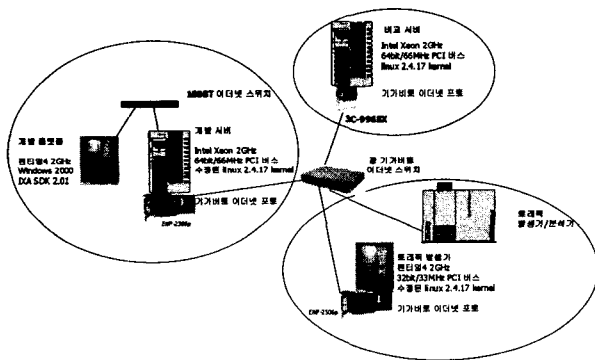 비교 서버
Intel Xeon 2GHz
64bit/66MHz PCI 버스
linux 2.4.17 kernel
기가비트 이더넷 포트
이더넷 스위치
개발 플랫폼
펜티엄4 2GHz
Windows 2000
IXA SDK 2.01
개발 서버
Intel Xeon 2GHz
64bit/66MHz PCI 버스
수정된 linux 2.4.17 kernel
기가비트 이더넷 포트
광 기가비트
이더넷 스위치
트래픽
발생기/분석기
트래픽 발생기
펜티엄4 2GHz
32bit/33MHz PCI 버스
수정된 linux 2.4.17 kernel
기가비트 이더넷 포트
ENP-2506p